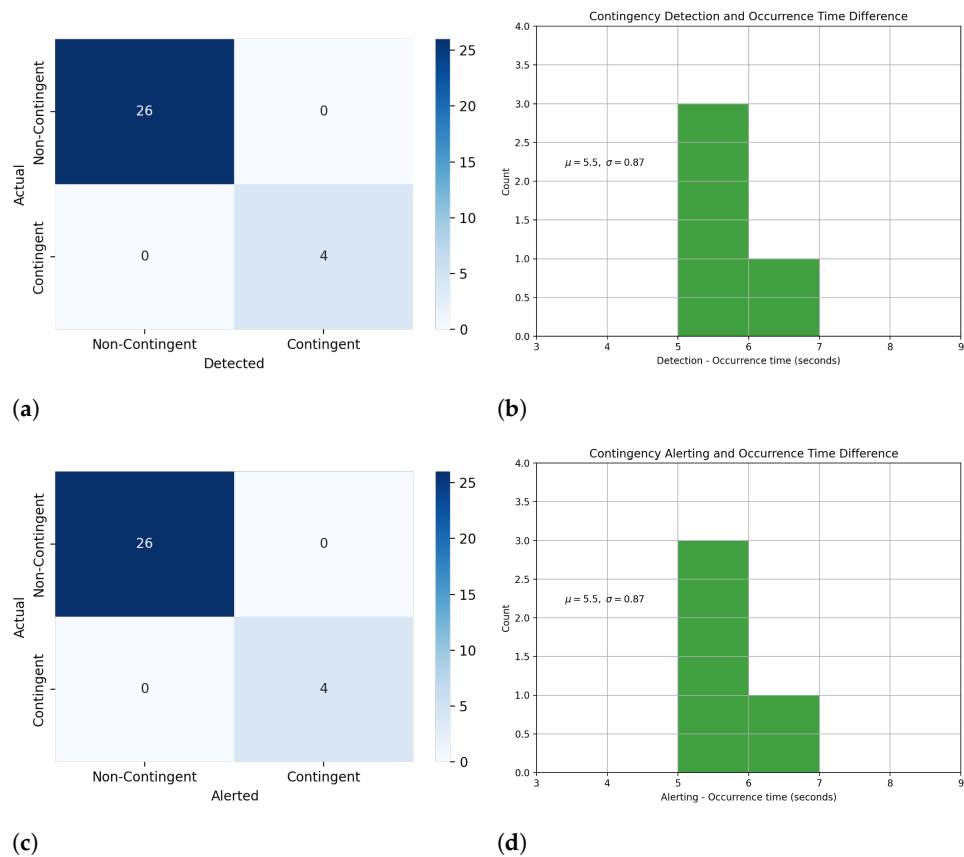 Actual
Non-Contingent
Contingent
26
0
0
4
Non-Contingent
Contingent
Detected
25
20
15
10
5
0
(a)
Contingency Detection and Occurrence Time Difference
Count
4.0
3.5
3.0
2.5
2.0
1.5
1.0
0.5
0.0
μ = 5.5, σ = 0.87
3 4 5 6 7 8 9
Detection - Occurrence time (seconds)
(b)
Actual
Non-Contingent
Contingent
26
0
0
4
Non-Contingent
Contingent
Alerted
25
20
15
10
5
0
(c)
Contingency Alerting and Occurrence Time Difference
Count
4.0
3.5
3.0
2.5
2.0
1.5
1.0
0.5
0.0
μ = 5.5, σ = 0.87
3 4 5 6 7 8 9
Alerting - Occurrence time (seconds)
(d)